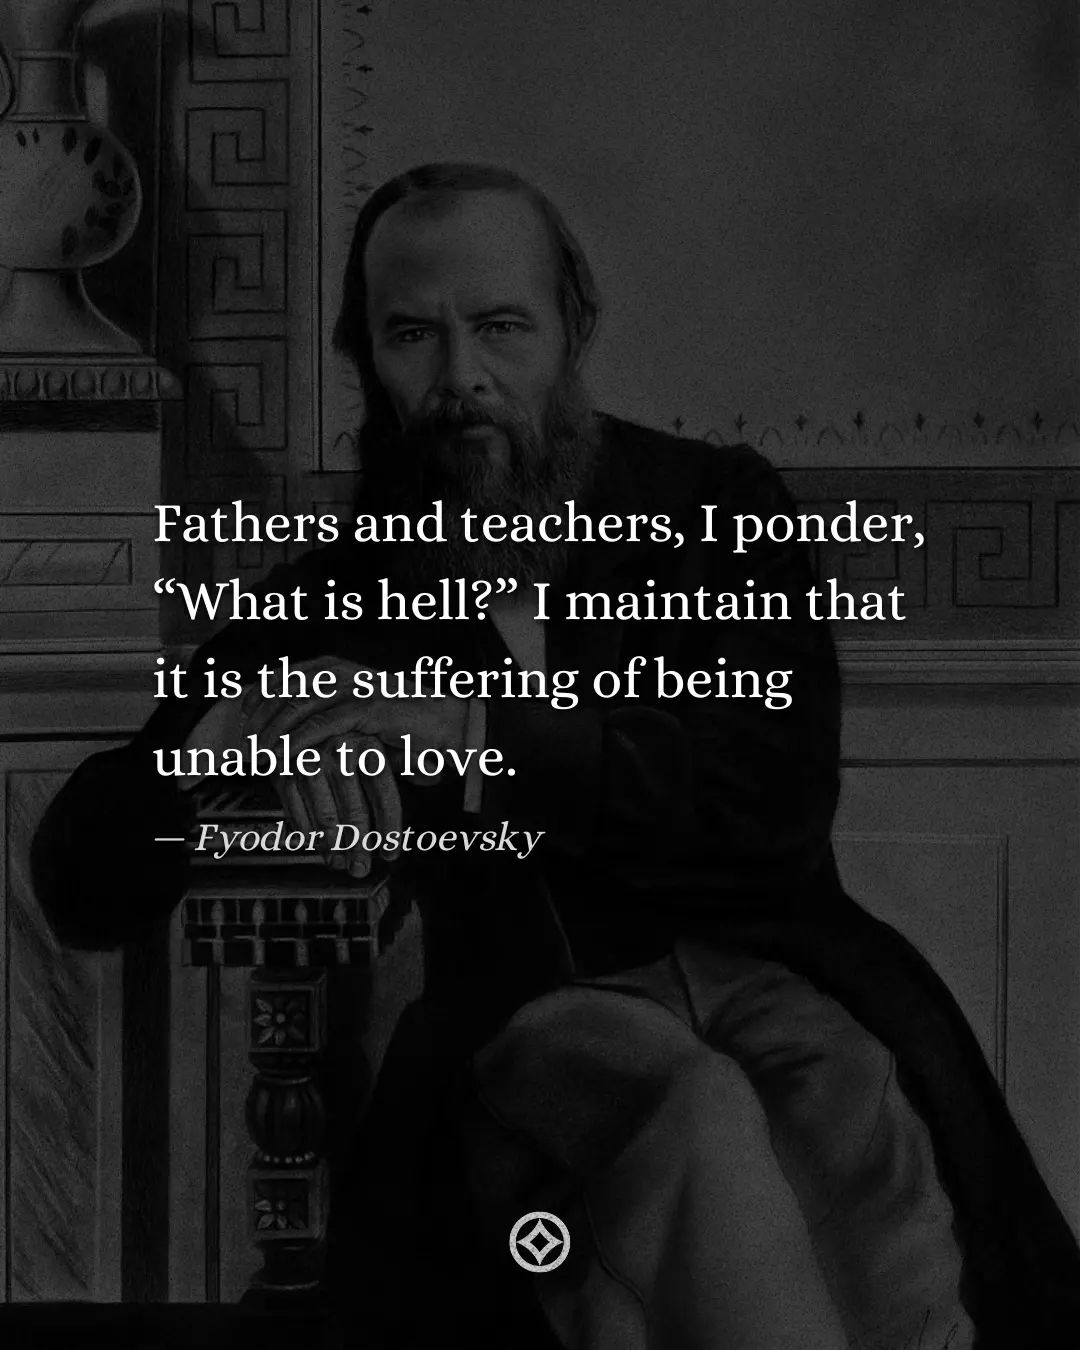 Fathers and teachers, I ponder,
“What is hell?” I maintain that
it is the suffering of being
unable to love.
— Fyodor Dostoevsky